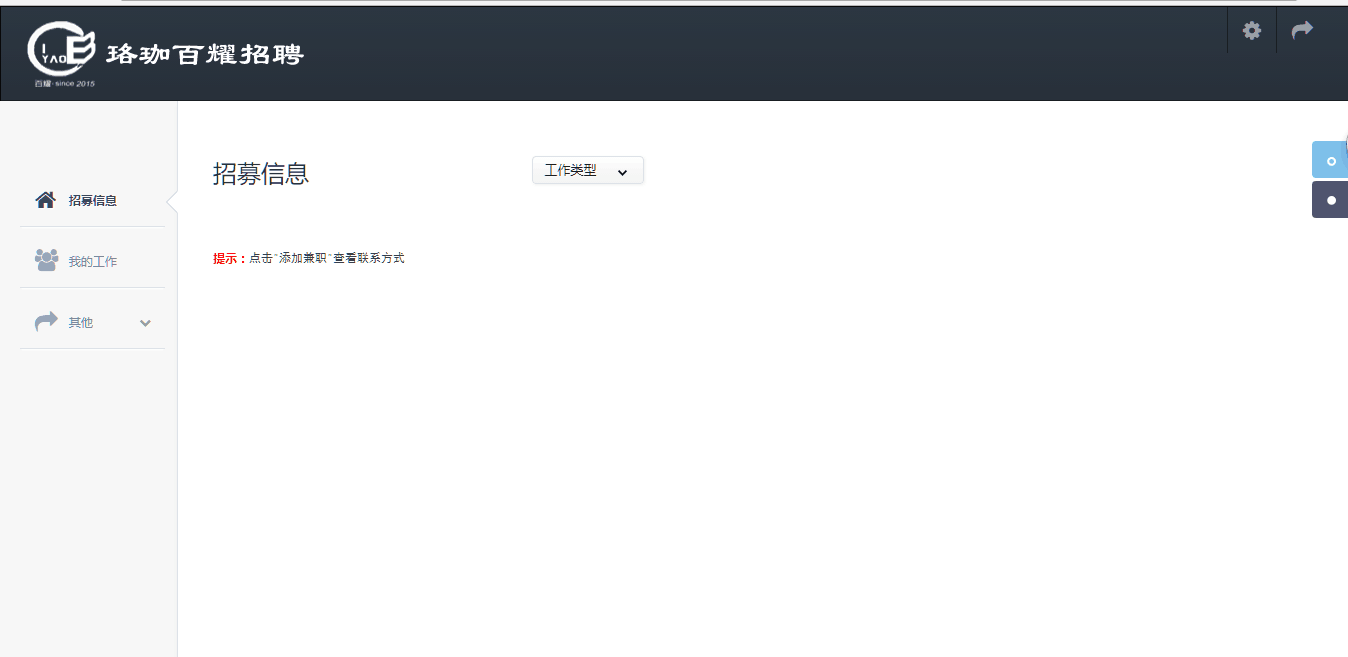 YAO
百耀·since 2015
珞珈百耀招聘
招募信息
我的工作
其他
招募信息
工作类型
提示：点击"添加兼职"查看联系方式